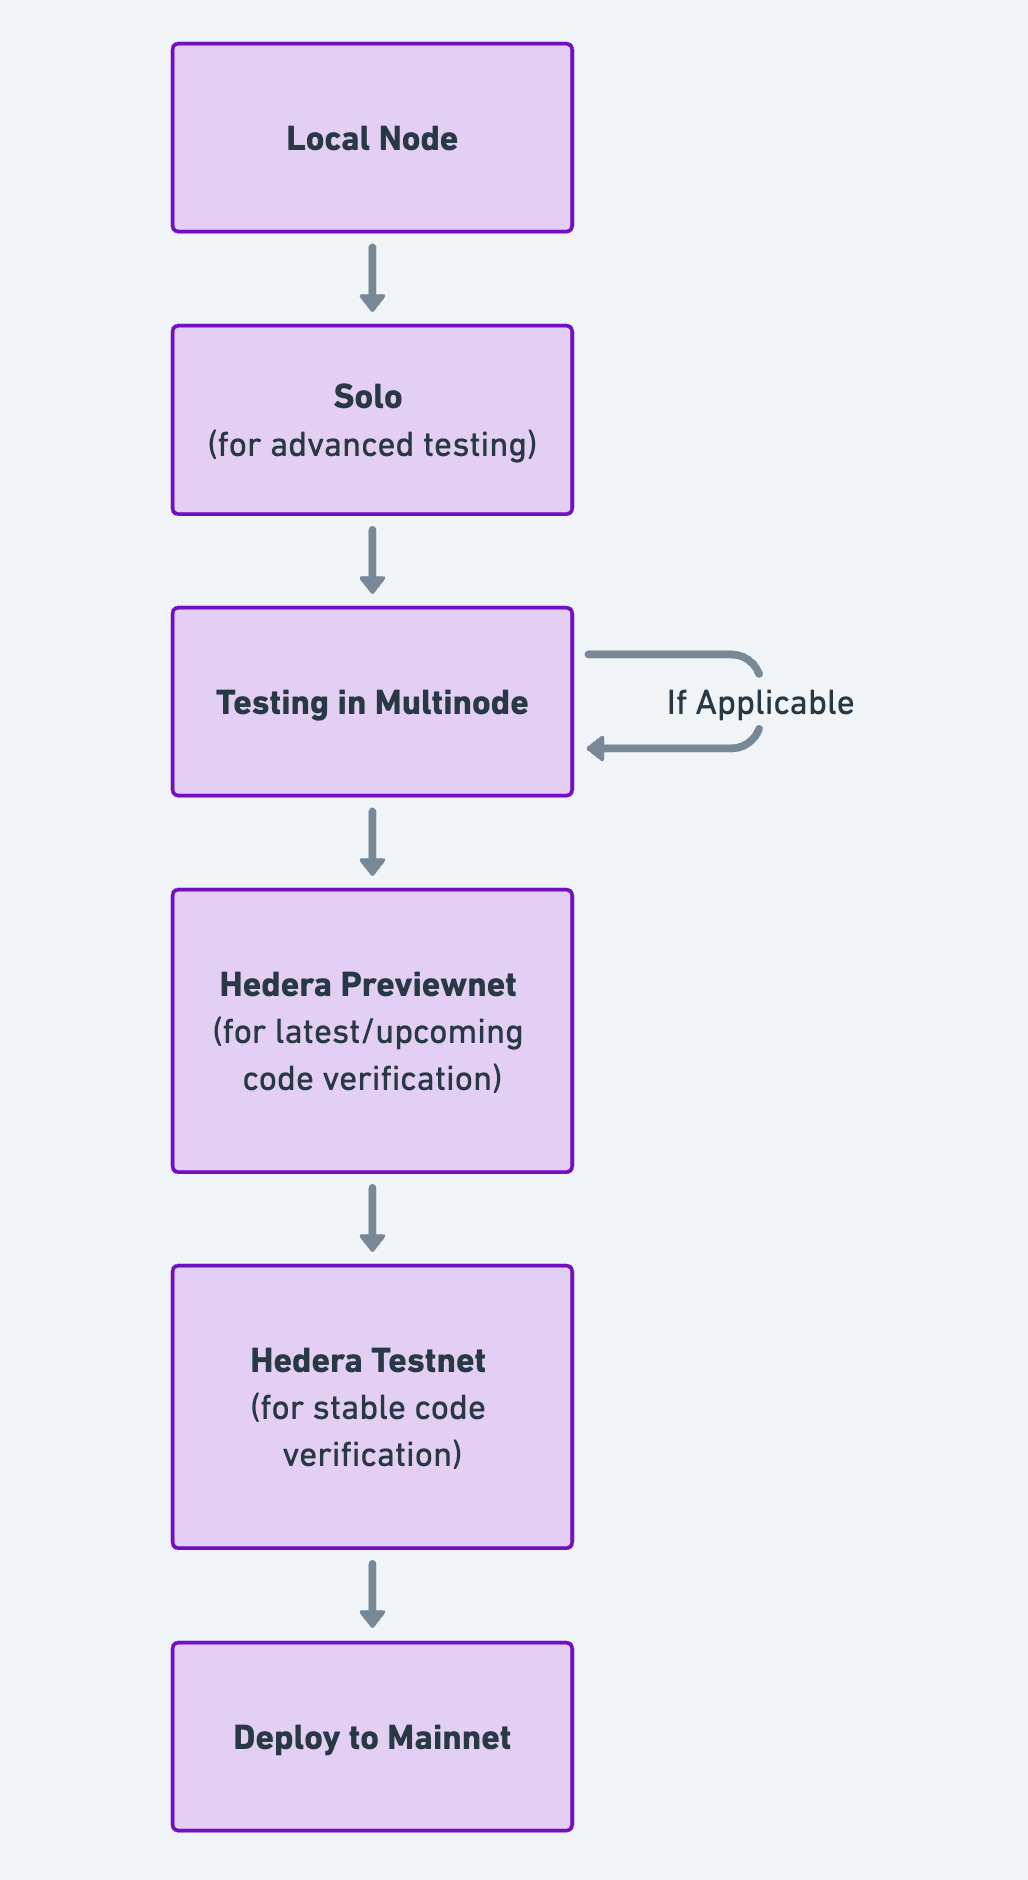 Local Node
Solo
(for advanced testing)
Testing in Multinode
If Applicable
Hedera Previewnet
(for latest/upcoming
code verification)
Hedera Testnet
(for stable code
verification)
Deploy to Mainnet